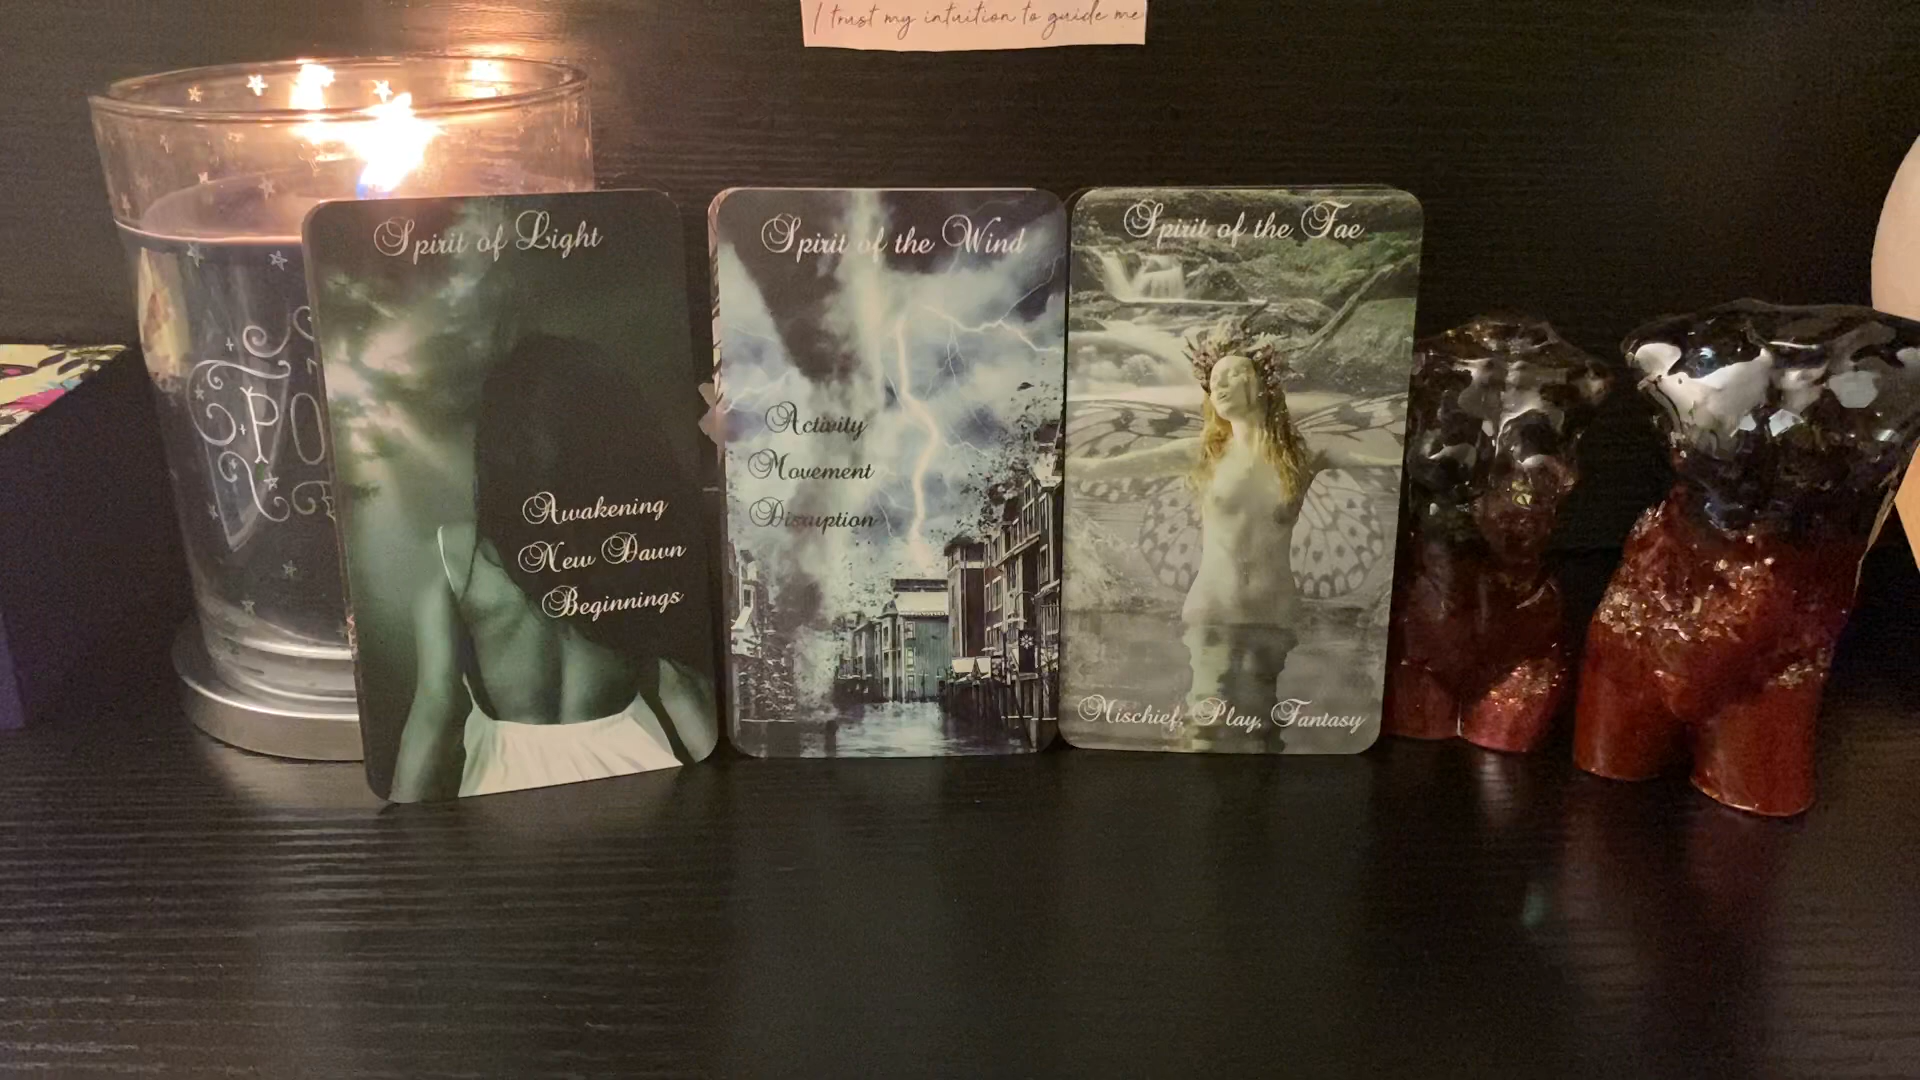 I trust my intuition to guide me
Spirit of Light
Awakening
New Dawn
Beginnings
Spirit of the Wind
Activity
Movement
Disruption
Spirit of the Fae
Mischief, Play, Fantasy